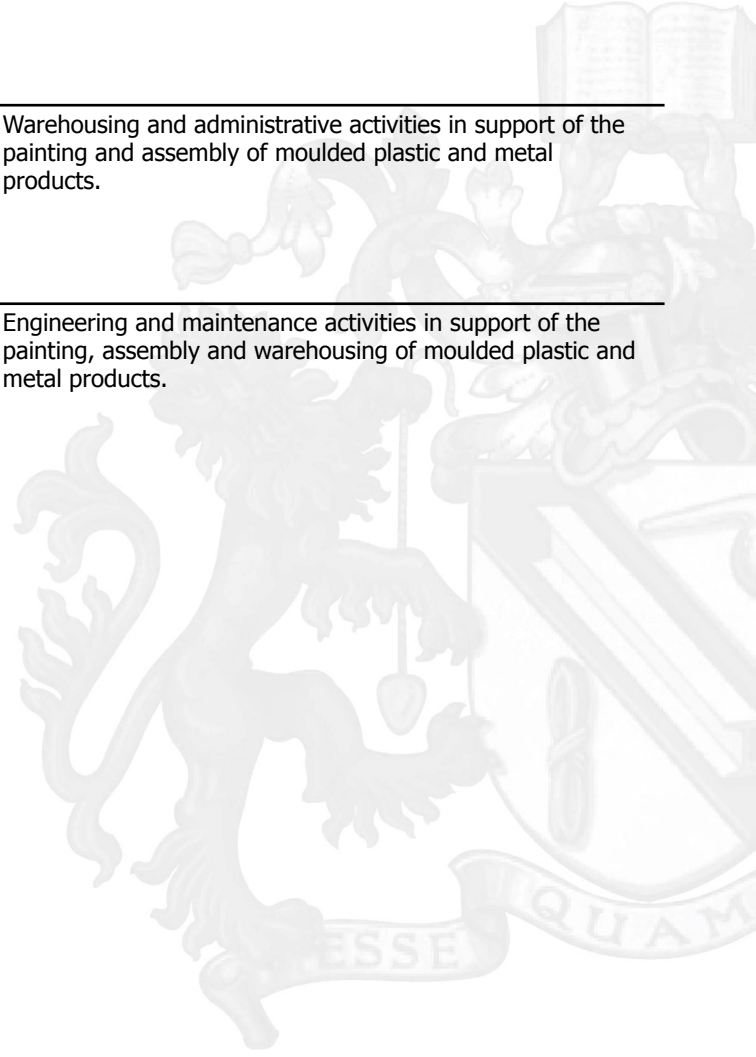 Warehousing and administrative activities in support of the
painting and assembly of moulded plastic and metal
products.
Engineering and maintenance activities in support of the
painting, assembly and warehousing of moulded plastic and
metal products.
ESSE
QUAM